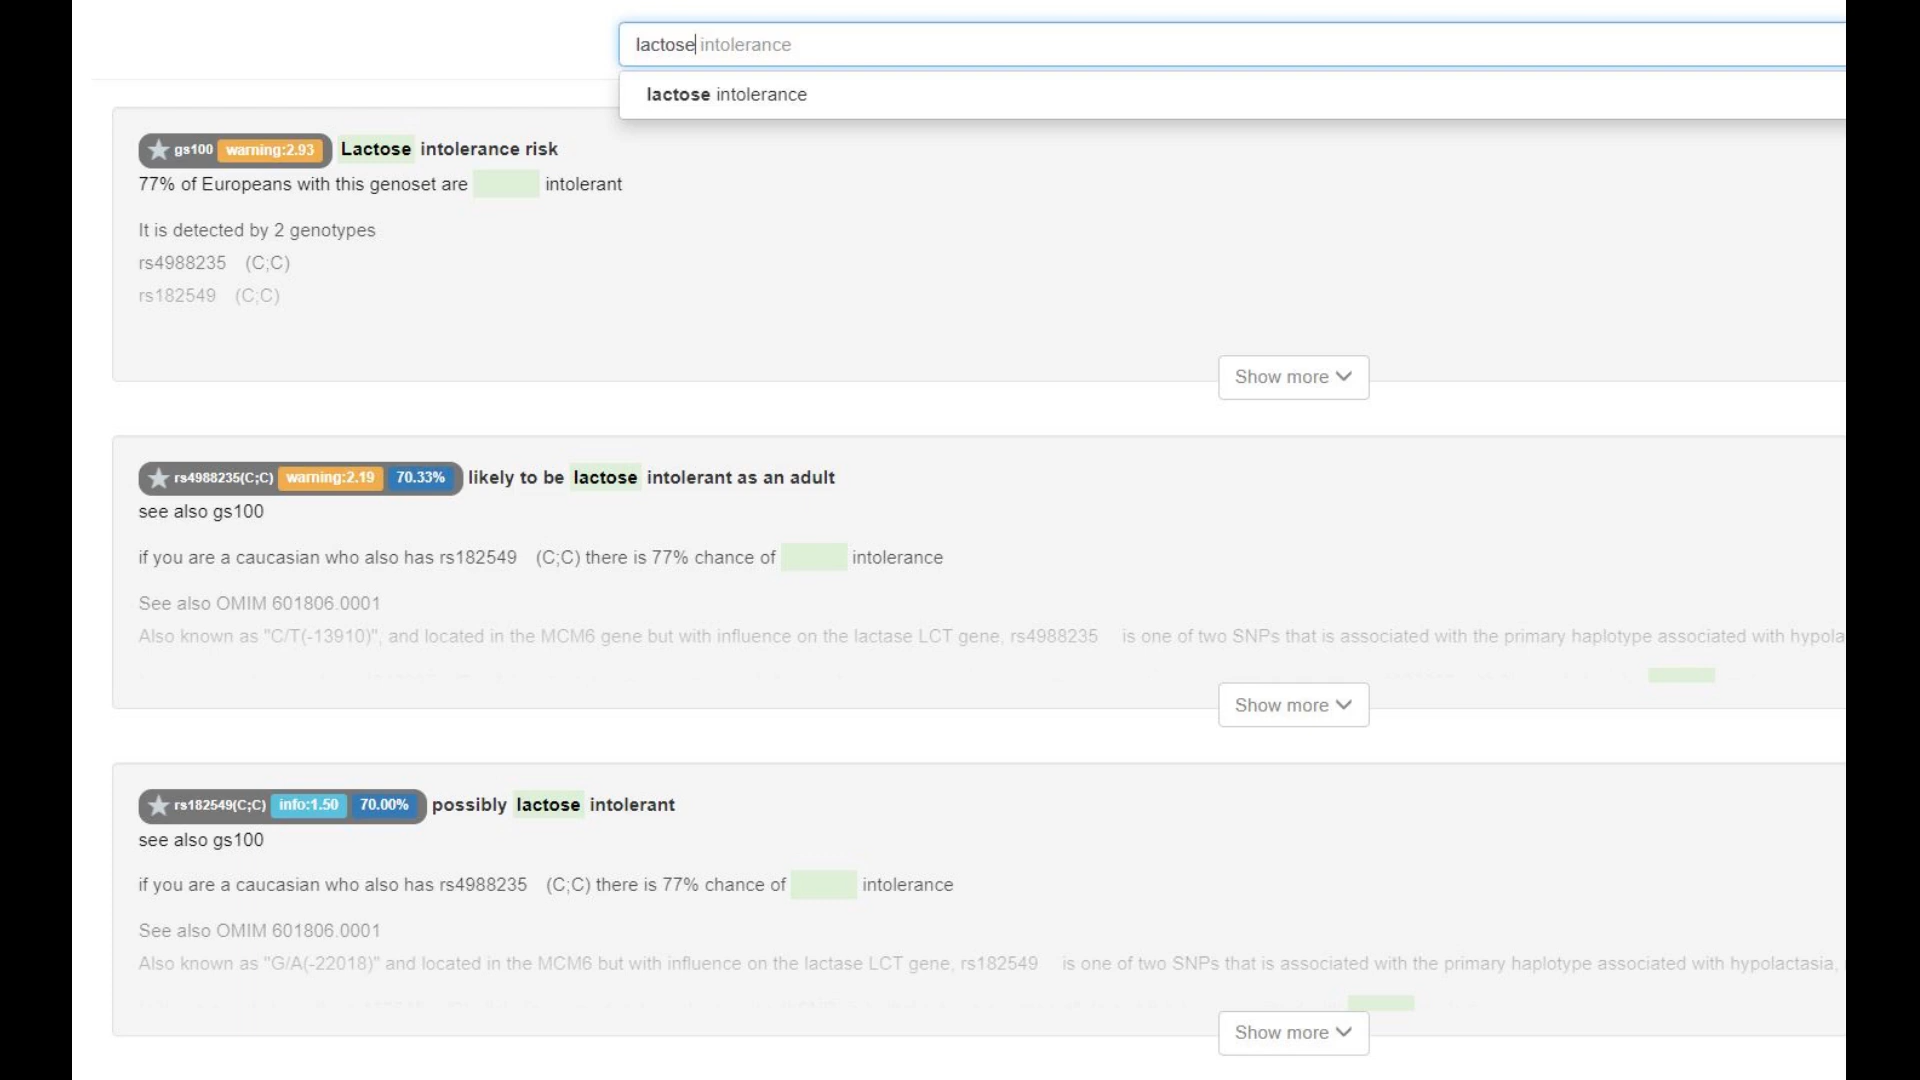 lactose intolerance
lactose intolerance
gs100 warning:2.93 Lactose intolerance risk
77% of Europeans with this genoset are intolerant
It is detected by 2 genotypes
rs4988235 (C;C)
rs182549 (C;C)
Show more
rs4988235(C;C) warning:2.19 70.33% likely to be lactose intolerant as an adult
see also gs100
if you are a caucasian who also has rs182549 (C;C) there is 77% chance of intolerance
See also OMIM 601806.0001
Also known as "C/T(-13910)", and located in the MCM6 gene but with influence on the lactase LCT gene, rs4988235 is one of two SNPs that is associated with the primary haplotype associated with hypola
Show more
rs182549(C;C) info:1.50 70.00% possibly lactose intolerant
see also gs100
if you are a caucasian who also has rs4988235 (C;C) there is 77% chance of intolerance
See also OMIM 601806.0001
Also known as "G/A(-22018)" and located in the MCM6 but with influence on the lactase LCT gene, rs182549 is one of two SNPs that is associated with the primary haplotype associated with hypolactasia,
Show more